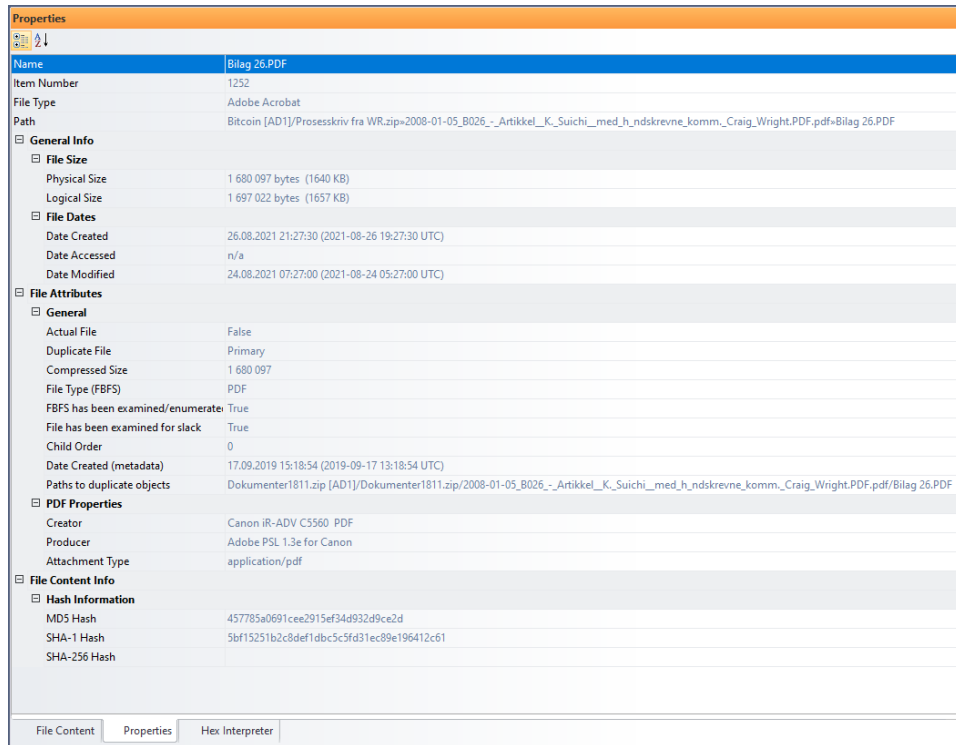 Properties
Name Bilag 26.PDF
Item Number 1252
File Type Adobe Acrobat
Path Bitcoin [AD1]/Prosesskriv fra WR.zip»2008-01-05_B026_-_Artikkel__K._Suichi__med_h_ndskrevne_komm._Craig_Wright.PDF.pdf»Bilag 26.PDF
General Info
File Size
Physical Size 1 680 097 bytes (1640 KB)
Logical Size 1 697 022 bytes (1657 KB)
File Dates
Date Created 26.08.2021 21:27:30 (2021-08-26 19:27:30 UTC)
Date Accessed n/a
Date Modified 24.08.2021 07:27:00 (2021-08-24 05:27:00 UTC)
File Attributes
General
Actual File False
Duplicate File Primary
Compressed Size 1 680 097
File Type (FBFS) PDF
FBFS has been examined/enumerate True
File has been examined for slack True
Child Order 0
Date Created (metadata) 17.09.2019 15:18:54 (2019-09-17 13:18:54 UTC)
Paths to duplicate objects Dokumenter1811.zip [AD1]/Dokumenter1811.zip/2008-01-05_B026_-_Artikkel__K._Suichi__med_h_ndskrevne_komm._Craig_Wright.PDF.pdf/Bilag 26.PDF
PDF Properties
Creator Canon iR-ADV C5560 PDF
Producer Adobe PSL 1.3e for Canon
Attachment Type application/pdf
File Content Info
Hash Information
MD5 Hash 457785a0691cee2915ef34d932d9ce2d
SHA-1 Hash 5bf15251b2c8def1dbc5c5fd31ec89e196412c61
SHA-256 Hash
File Content Properties Hex Interpreter